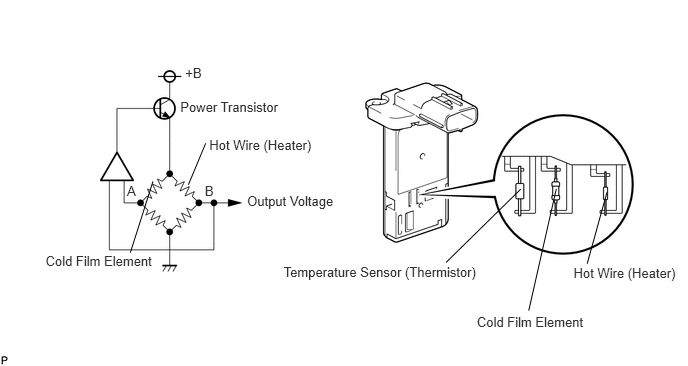 +B
Power Transistor
Hot Wire (Heater)
A
B
Output Voltage
Cold Film Element
Temperature Sensor (Thermistor)
Hot Wire (Heater)
Cold Film Element
P